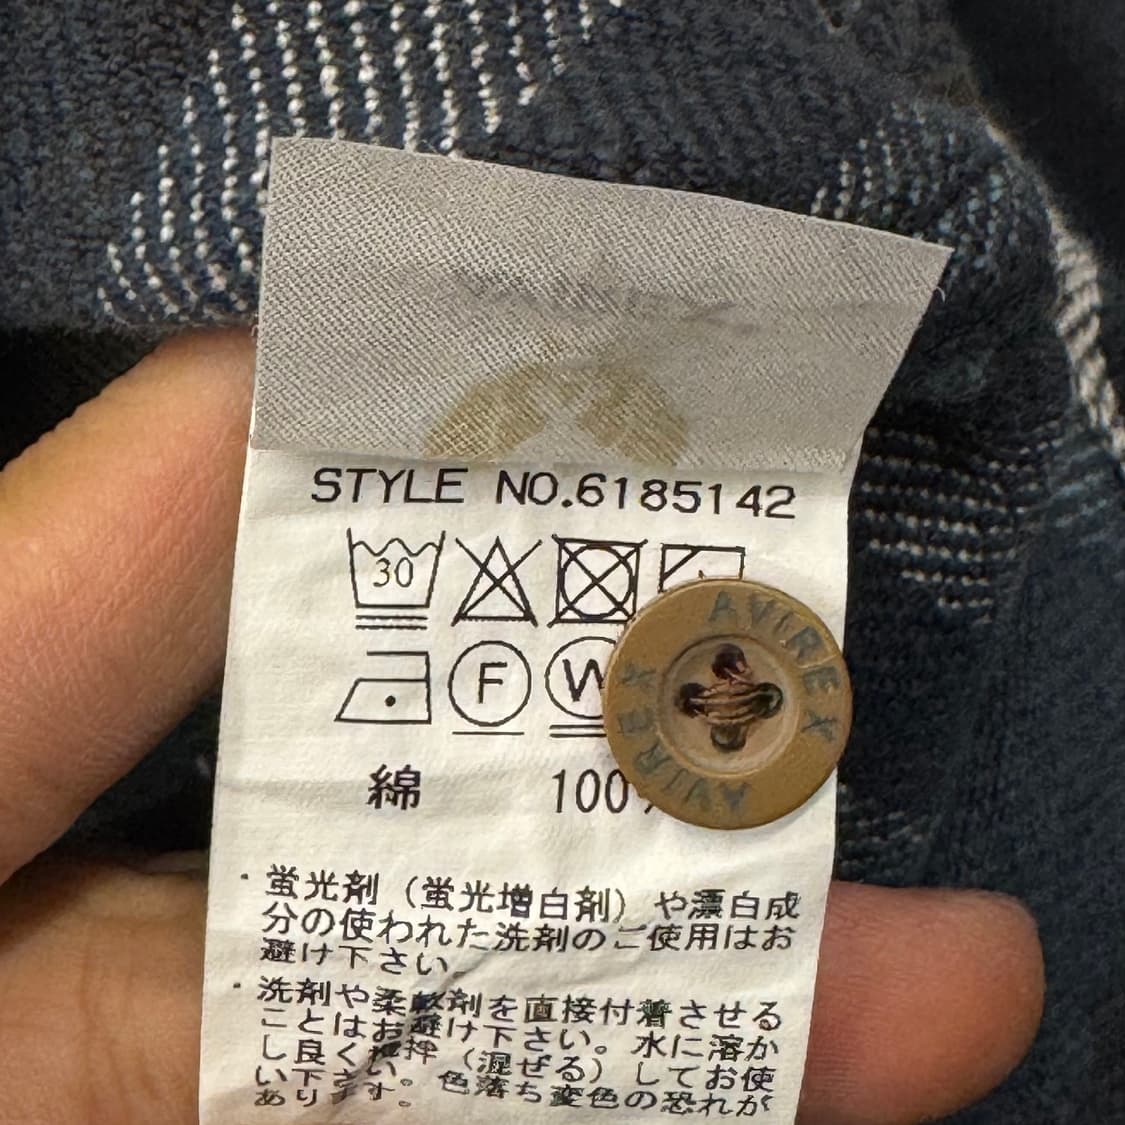 STYLE NO.6185142
30
F W
綿 100%
AVIREX AVIREX
・蛍光剤（蛍光増白剤）や漂白成
分の使われた洗剤のご使用はお
避け下さい。
・洗剤や柔軟剤を直接付着させる
ことはお避け下さい。水に溶か
し良く撹拌（混ぜる）してお使
い下さい。色落ち変色の恐れが
あります。